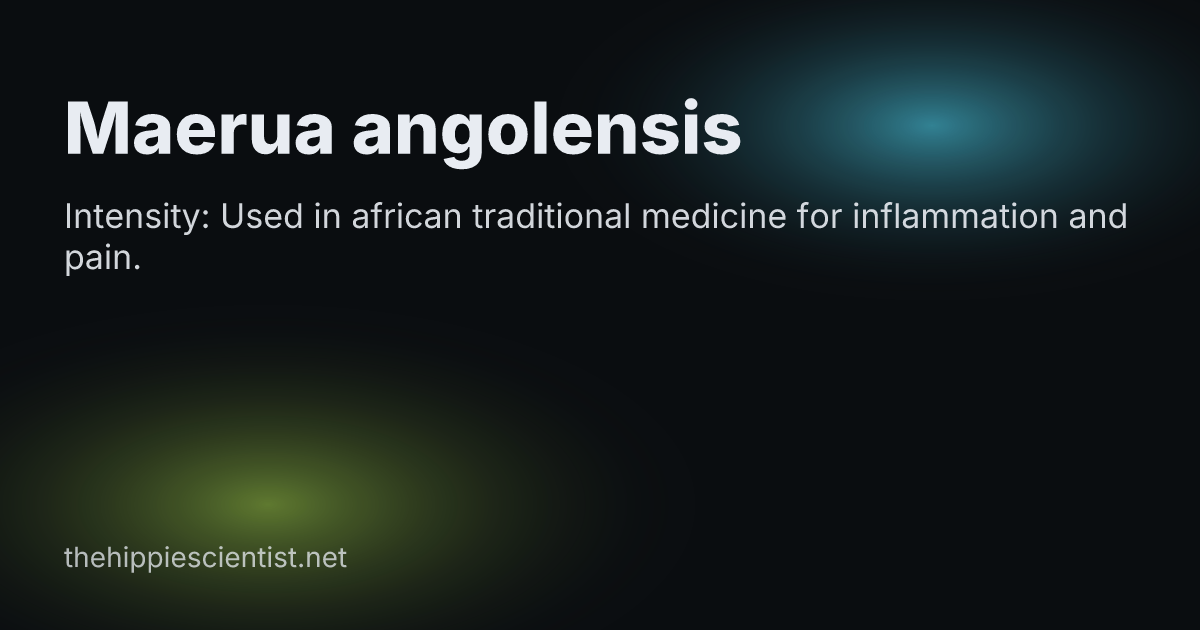 Maerua angolensis
Intensity: Used in african traditional medicine for inflammation and
pain.
thehippiescientist.net